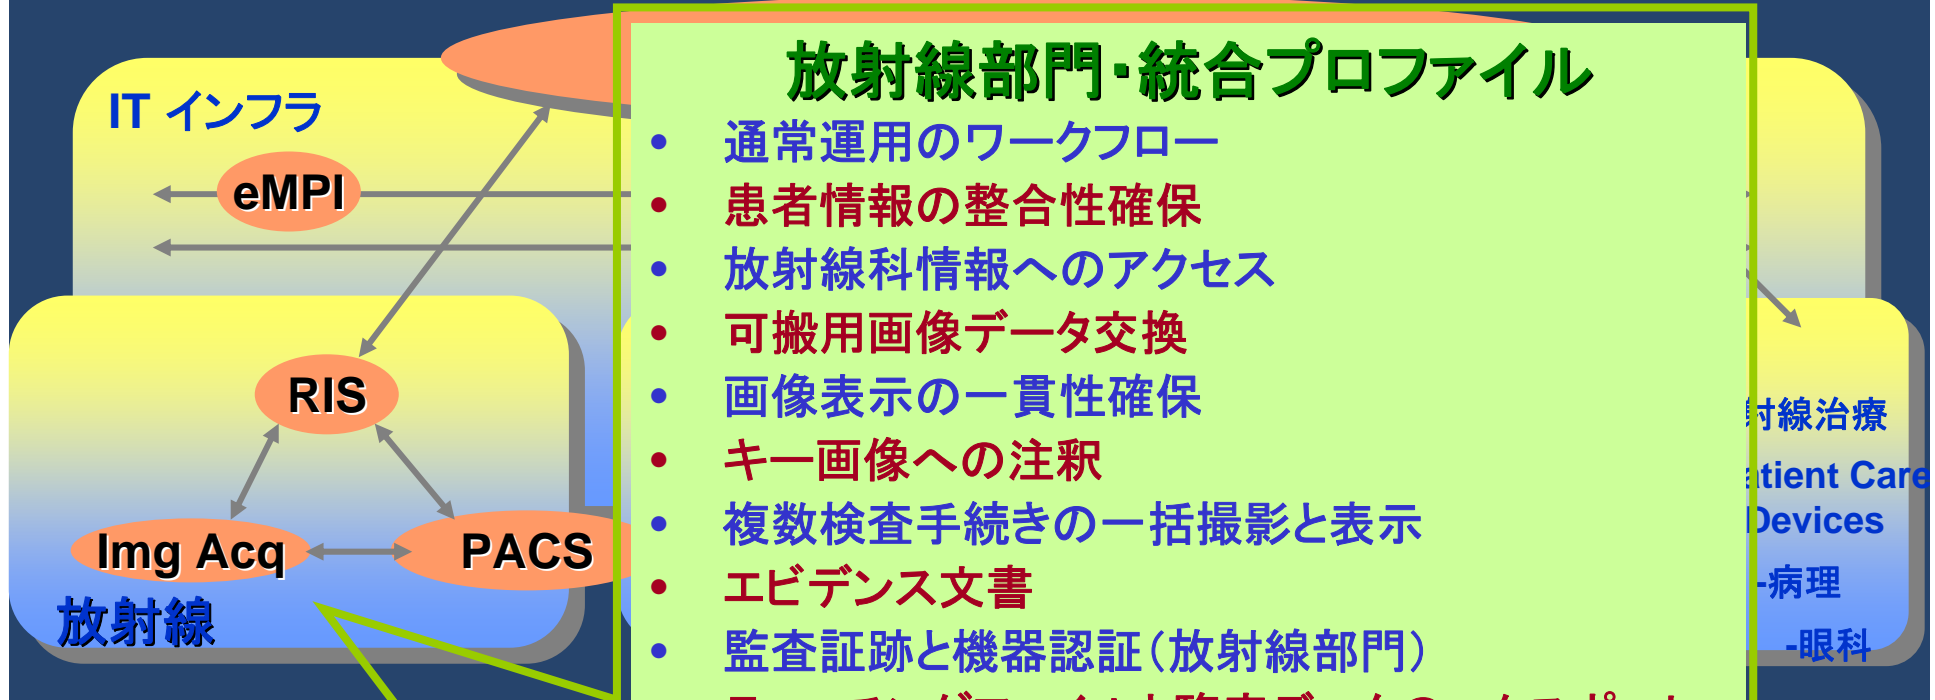 IT インフラ
eMPI
RIS
Img Acq
PACS
放射線
放射線部門・統合プロファイル
• 通常運用のワークフロー
• 患者情報の整合性確保
• 放射線科情報へのアクセス
• 可搬用画像データ交換
• 画像表示の一貫性確保
• キー画像への注釈
• 複数検査手続きの一括撮影と表示
• エビデンス文書
• 監査証跡と機器認証（放射線部門）
射線治療
atient Care
Devices
-病理
-眼科